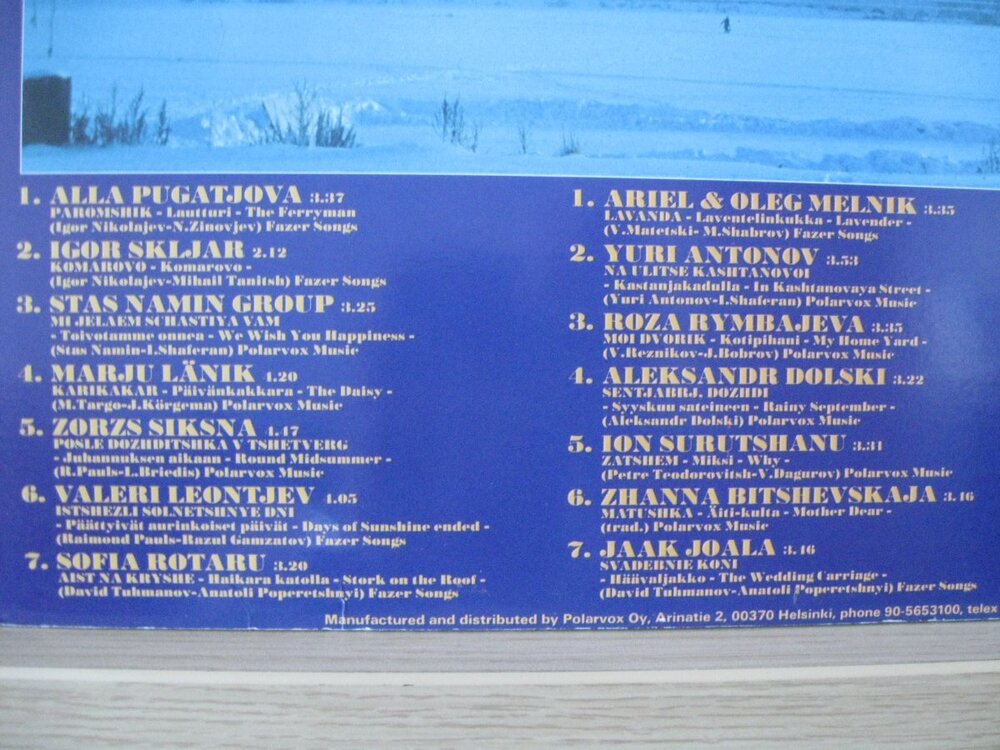 1. ALLA PUGATJOVA 3.37
PAROMSHIK - Lautturi - The Ferryman
(Igor Nikolajev-N.Zinovjev) Fazer Songs
2. IGOR SKLJAR 2.12
KOMAROVO - Komarovo -
(Igor Nikolajev-Mihail Tanitsh) Fazer Songs
3. STAS NAMIN GROUP 3.25
MI JELAEM SCHASTIYA VAM
- Toivotamme onnea - We Wish You Happiness -
(Stas Namin-I.Shaferan) Polarvox Music
4. MARJU LÄNIK 4.20
KARIKAKAR - Päivänkakkara - The Daisy -
(M.Targo-J.Körgema) Polarvox Music
5. ZORZS SIKSNA 4.47
POSLE DOZHDITSHKA V TSHETVERG
- Juhannuksen aikaan - Round Midsummer -
(R.Pauls-L.Briedis) Polarvox Music
6. VALERI LEONTJEV 4.05
ISTSHEZLI SOLNETSHNYE DNI
- Päättyivät aurinkoiset päivät - Days of Sunshine ended -
(Raimond Pauls-Razul Gamzatov) Fazer Songs
7. SOFIA ROTARU 3.20
AIST NA KRYSHE - Haikara katolla - Stork on the Roof -
(David Tuhmanov-Anatoli Poperetshnyi) Fazer Songs
1. ARIEL & OLEG MELNIK 3.35
LAVANDA - Laventelinkukka - Lavender -
(V.Matetski - M.Shabrov) Fazer Songs
2. YURI ANTONOV 3.53
NA ULITSE KASHTANOVOI
- Kastanjakadulla - In Kashtanovaya Street -
(Yuri Antonov-I.Shaferan) Polarvox Music
3. ROZA RYMBAJEVA 3.35
MOI DVORIK - Kotipihani - My Home Yard -
(V.Reznikov-J.Bobrov) Polarvox Music
4. ALEKSANDR DOLSKI 3.22
SENTJABRJ, DOZHDI
- Syyskuu sateineen - Rainy September -
(Aleksandr Dolski) Polarvox Music
5. ION SURUTSHANU 3.31
ZATSHEM - Miksi - Why -
(Petre Teodorovitsh-V.Dagurov) Polarvox Music
6. ZHANNA BITSHEVSKAJA 3.46
MATUSHKA - Äiti-kulta - Mother Dear -
(trad.) Polarvox Music
7. JAAK JOALA 3.46
SVADEBNIE KONI
- Häävaljakko - The Wedding Carriage -
(David Tuhmanov-Anatoli Poperetshnyi) Fazer Songs
Manufactured and distributed by Polarvox Oy, Arinatie 2, 00370 Helsinki, phone 90-5653100, telex